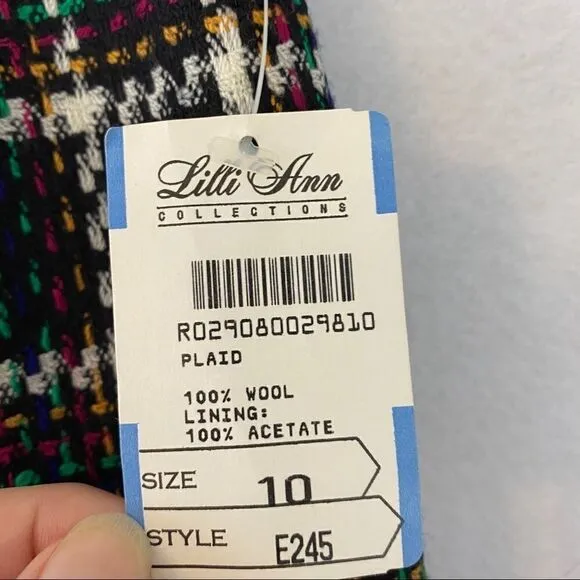 Lilli Ann
COLLECTIONS
R029080029810
PLAID
100% WOOL
LINING:
100% ACETATE
SIZE 10
STYLE E245